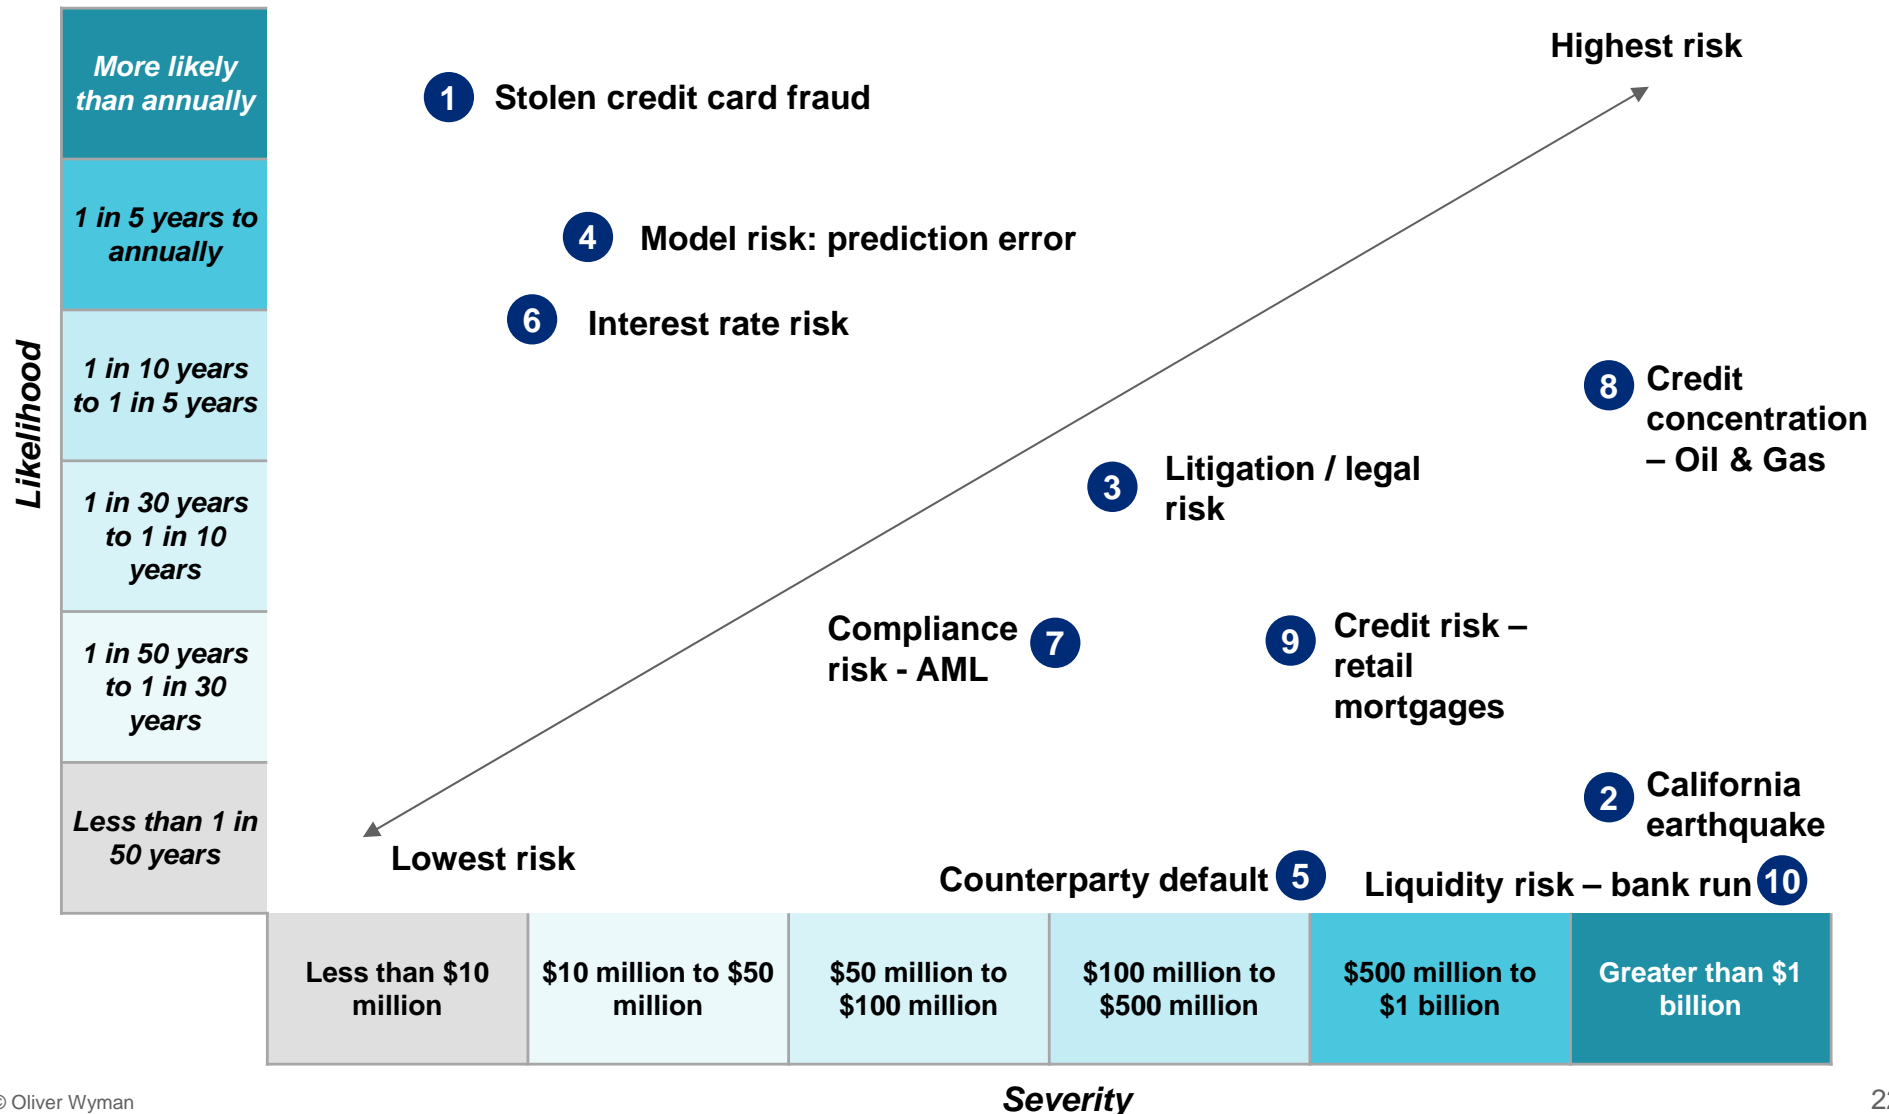 Highest risk
More likely
than annually
1 Stolen credit card fraud
1 in 5 years to
annually
4 Model risk: prediction error
6 Interest rate risk
Likelihood
1 in 10 years
to 1 in 5 years
8 Credit
concentration
– Oil & Gas
1 in 30 years
to 1 in 10
years
3 Litigation / legal
risk
1 in 50 years
to 1 in 30
years
Compliance 7
risk - AML
9 Credit risk –
retail
mortgages
Less than 1 in
50 years
2 California
earthquake
Lowest risk
Counterparty default 5
Liquidity risk – bank run 10
Less than $10
million
$10 million to $50
million
$50 million to
$100 million
$100 million to
$500 million
$500 million to
$1 billion
Greater than $1
billion
Severity
© Oliver Wyman